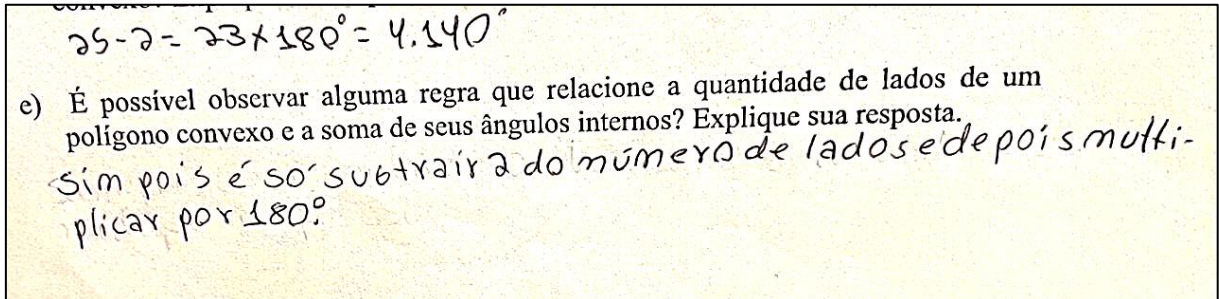 25-2= 23×180°= 4.140°
e) É possível observar alguma regra que relacione a quantidade de lados de um
polígono convexo e a soma de seus ângulos internos? Explique sua resposta.
Sim pois é só subtrair 2 do número de lados e depois multi-
plicar por 180º.